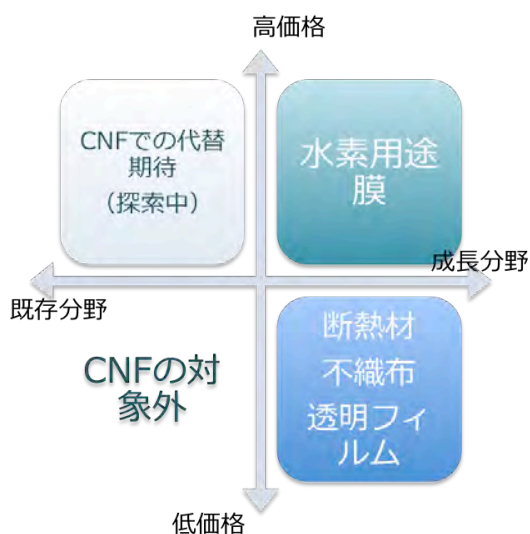 高価格
CNFでの代替
期待
（探索中）
水素用途
膜
成長分野
既存分野
断熱材
不織布
透明フィ
ルム
CNFの対
象外
低価格